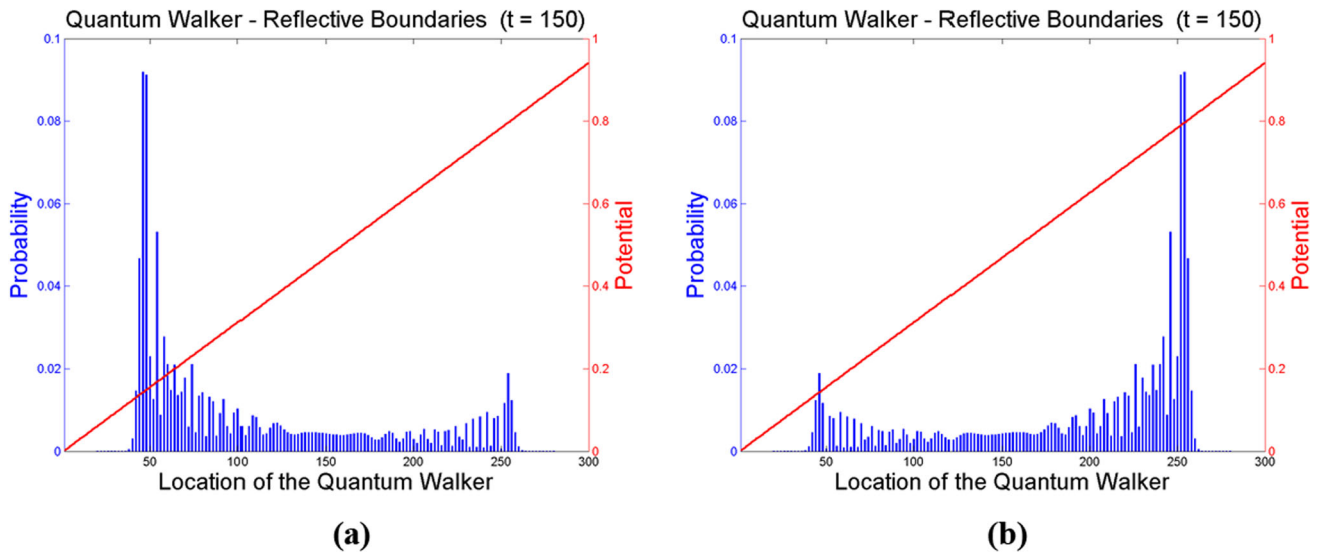 Quantum Walker - Reflective Boundaries (t = 150)
0.1
0.08
0.06
0.04
0.02
0
Probability
1
0.8
0.6
0.4
0.2
0
Potential
50 100 150 200 250 300
Location of the Quantum Walker
(a)
Quantum Walker - Reflective Boundaries (t = 150)
0.1
0.08
0.06
0.04
0.02
0
Probability
1
0.8
0.6
0.4
0.2
0
Potential
50 100 150 200 250 300
Location of the Quantum Walker
(b)